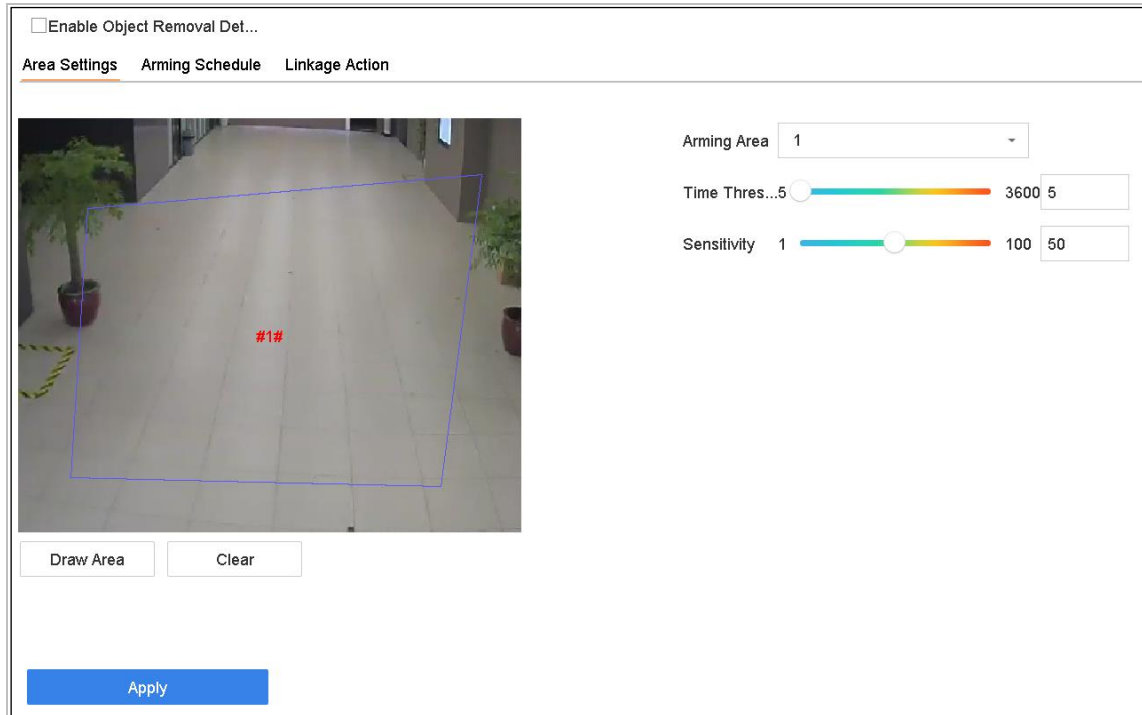 Enable Object Removal Det...
Area Settings Arming Schedule Linkage Action
Arming Area 1
Time Thres...5 3600 5
Sensitivity 1 100 50
#1#
Draw Area Clear
Apply